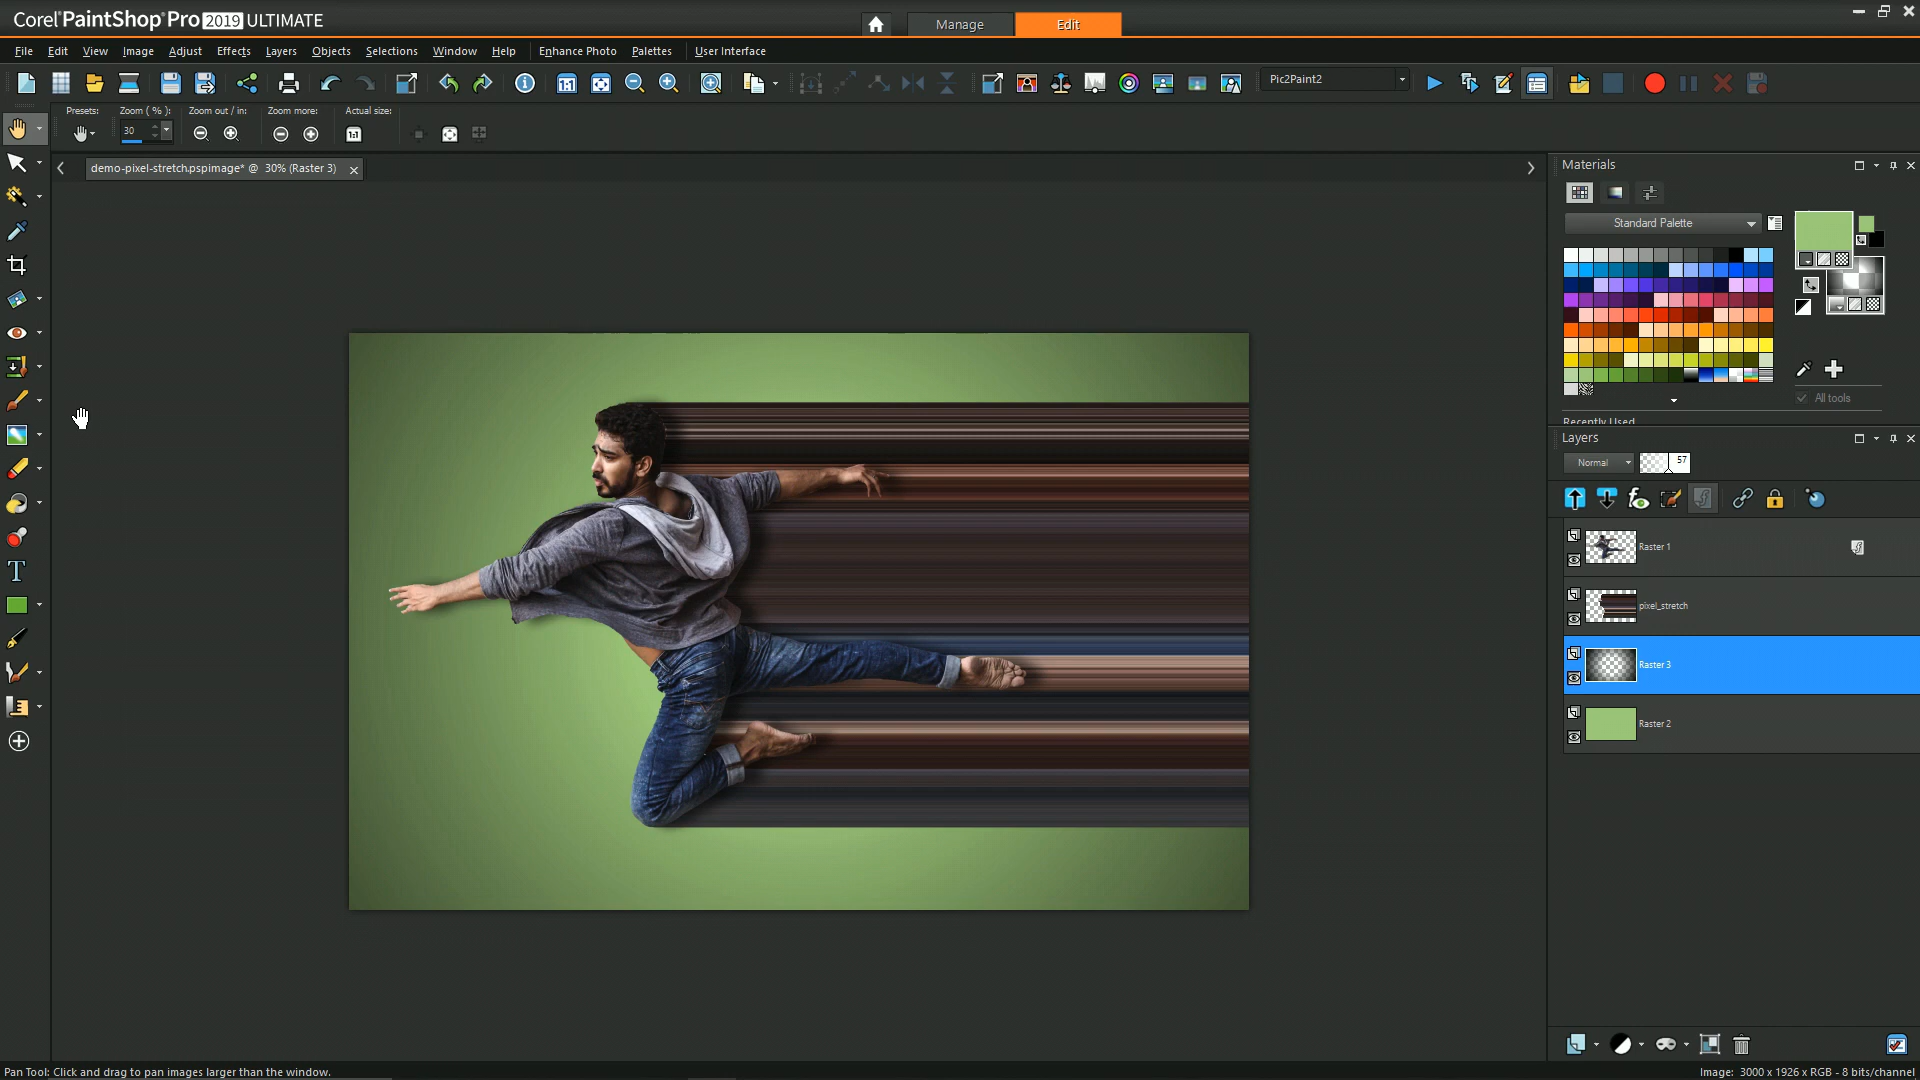 Corel PaintShop Pro 2019 ULTIMATE
Manage
Edit
File Edit View Image Adjust Effects Layers Objects Selections Window Help Enhance Photo Palettes User Interface
Pic2Paint2
Presets: Zoom ( % ): Zoom out / in: Zoom more: Actual size:
30
1:1
demo-pixel-stretch.pspimage* @ 30% (Raster 3)
Materials
Standard Palette
All tools
Recently Used
Layers
Normal
57
Raster 1
pixel_stretch
Raster 3
Raster 2
Pan Tool: Click and drag to pan images larger than the window.
Image: 3000 x 1926 x RGB - 8 bits/channel